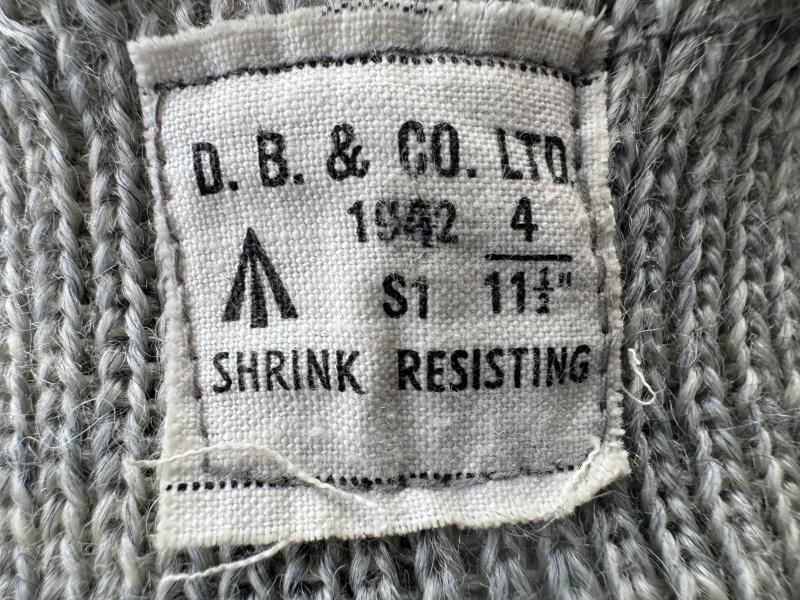 D. B. & CO. LTD.
1942 4
S1 11½"
SHRINK RESISTING